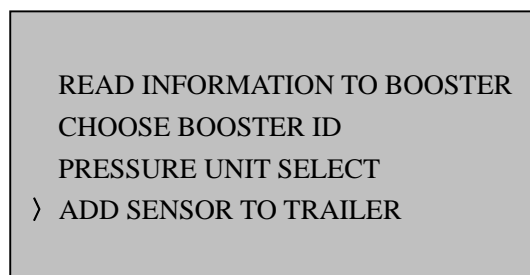 READ INFORMATION TO BOOSTER
CHOOSE BOOSTER ID
PRESSURE UNIT SELECT
〉ADD SENSOR TO TRAILER